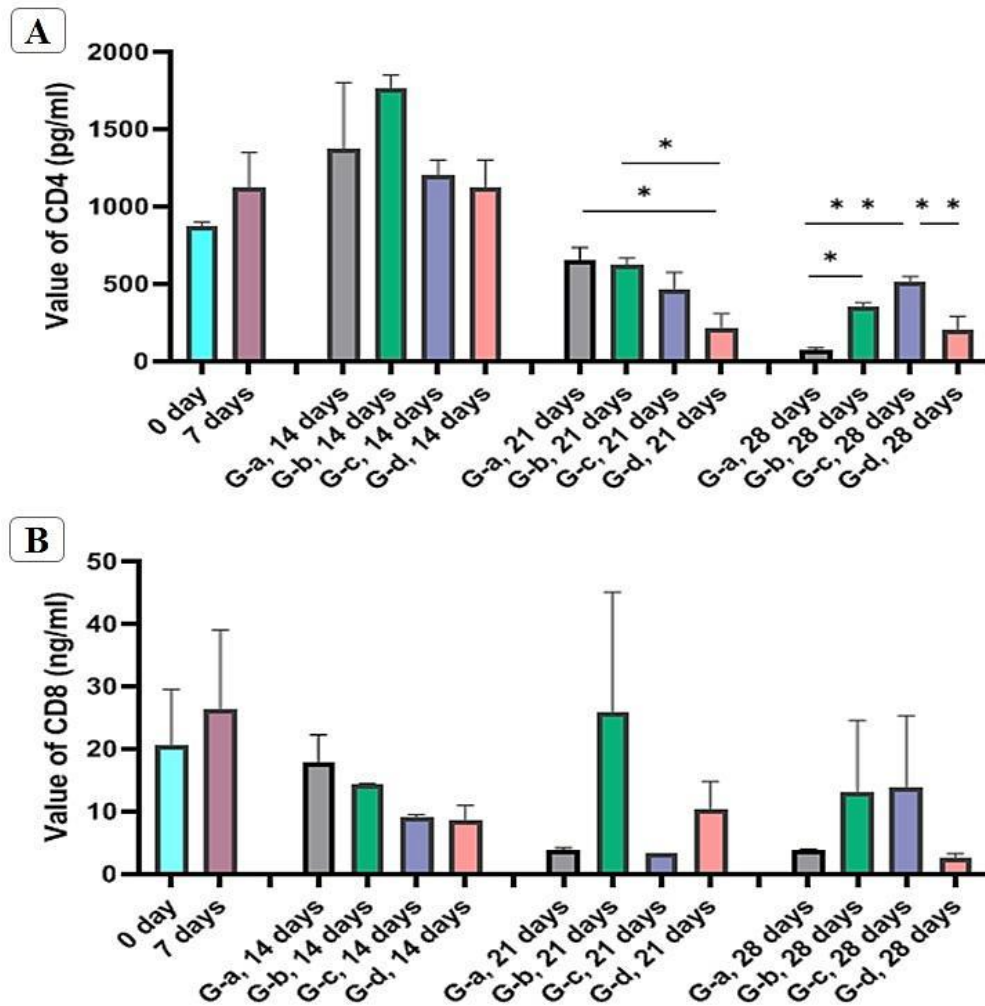 A
Value of CD4 (pg/ml)
2000
1500
1000
500
0
*
*
* *
* *
*
0 day
7 days
G-a, 14 days
G-b, 14 days
G-c, 14 days
G-d, 14 days
G-a, 21 days
G-b, 21 days
G-c, 21 days
G-d, 21 days
G-a, 28 days
G-b, 28 days
G-c, 28 days
G-d, 28 days
B
Value of CD8 (ng/ml)
50
40
30
20
10
0
0 day
7 days
G-a, 14 days
G-b, 14 days
G-c, 14 days
G-d, 14 days
G-a, 21 days
G-b, 21 days
G-c, 21 days
G-d, 21 days
G-a, 28 days
G-b, 28 days
G-c, 28 days
G-d, 28 days